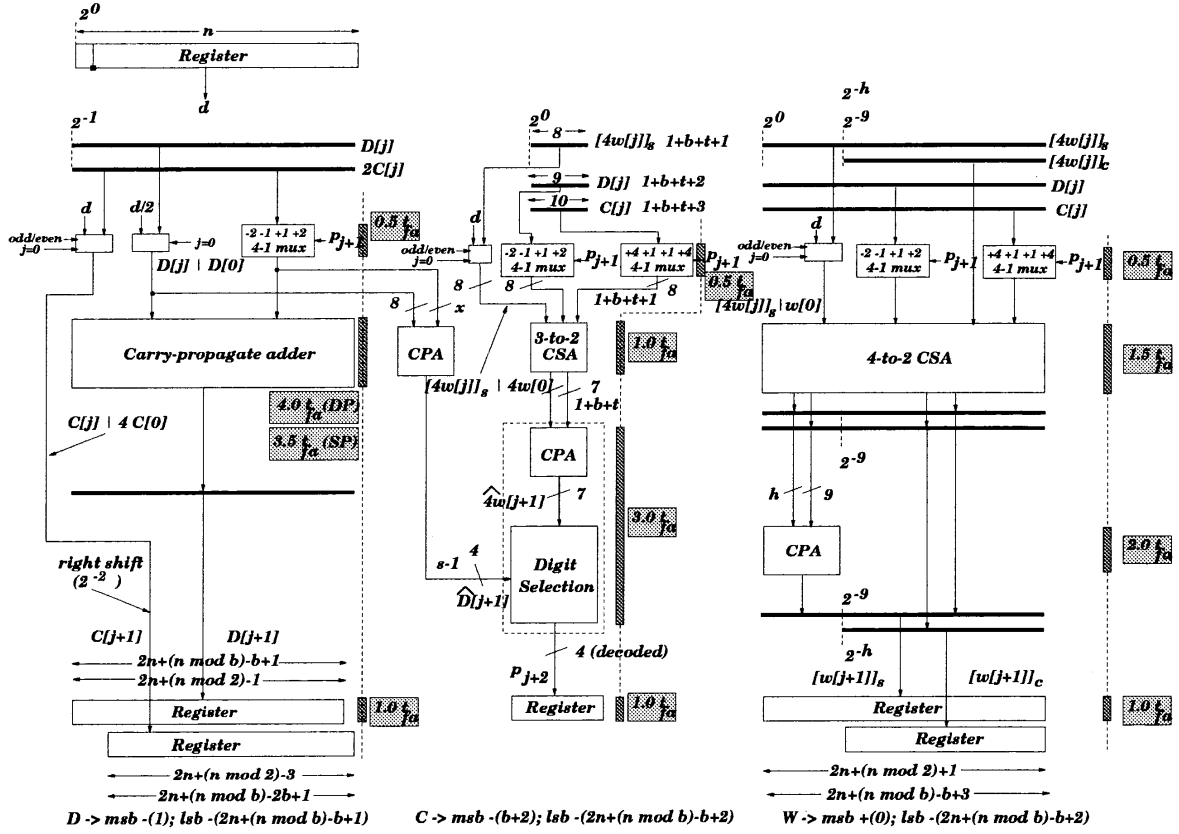 2^0
n
Register
d
2^-1
D[j]
2C[j]
d
d/2
odd/even
j=0
j=0
-2 -1 +1 +2
4-1 mux
P_j+1
0.5 t_fa
D[j] | D[0]
8
x
Carry-propagate adder
CPA
4.0 t_fa (DP)
3.5 t_fa (SP)
C[j] | 4 C[0]
right shift
(2^-2)
C[j+1]
D[j+1]
2n+(n mod b)-b+1
2n+(n mod 2)-1
Register
1.0 t_fa
Register
2n+(n mod 2)-3
2n+(n mod b)-2b+1
2^0
8
[4w[j]]_s 1+b+t+1
9
D[j] 1+b+t+2
10
C[j] 1+b+t+3
d
odd/even
j=0
-2 -1 +1 +2
4-1 mux
P_j+1
+4 +1 +1 +4
4-1 mux
P_j+1
0.5 t_fa
8
8
8
1+b+t+1
3-to-2
CSA
1.0 t_fa
[4w[j]]_s | 4w[0]
7
1+b+t
CPA
4ŵ[j+1]
7
3.0 t_fa
4
s-1
D̂[j+1]
Digit
Selection
4 (decoded)
P_j+2
Register
1.0 t_fa
2^-h
2^0
2^-9
[4w[j]]_s
[4w[j]]_c
D[j]
C[j]
d
odd/even
j=0
-2 -1 +1 +2
4-1 mux
P_j+1
+4 +1 +1 +4
4-1 mux
P_j+1
0.5 t_fa
[4w[j]]_s | w[0]
4-to-2 CSA
1.5 t_fa
2^-9
h
9
CPA
2.0 t_fa
2^-9
2^-h
[w[j+1]]_s
[w[j+1]]_c
Register
1.0 t_fa
Register
2n+(n mod 2)+1
2n+(n mod b)-b+3
D -> msb -(1); lsb -(2n+(n mod b)-b+1)
C -> msb -(b+2); lsb -(2n+(n mod b)-b+2)
W -> msb +(0); lsb -(2n+(n mod b)-b+2)